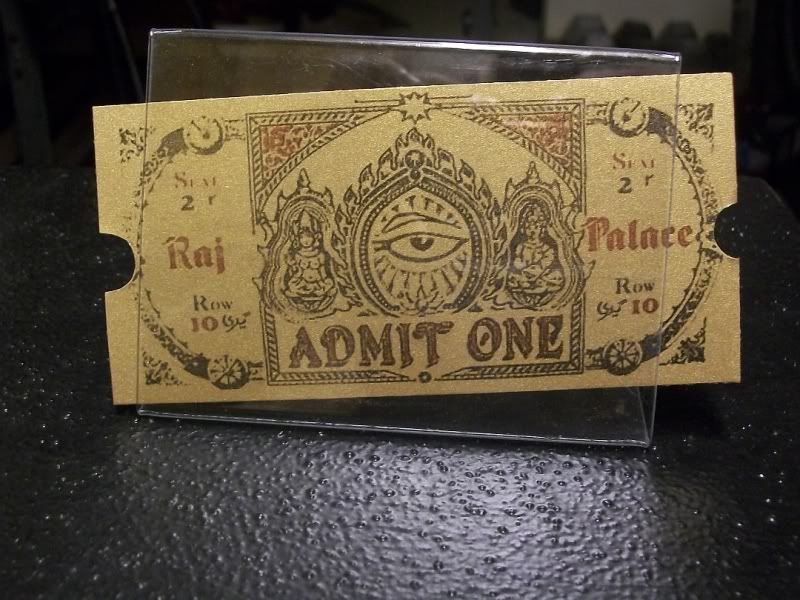 Seat
2
Raj
Row
10
ADMIT ONE
Seat
2
Palace
Row
10